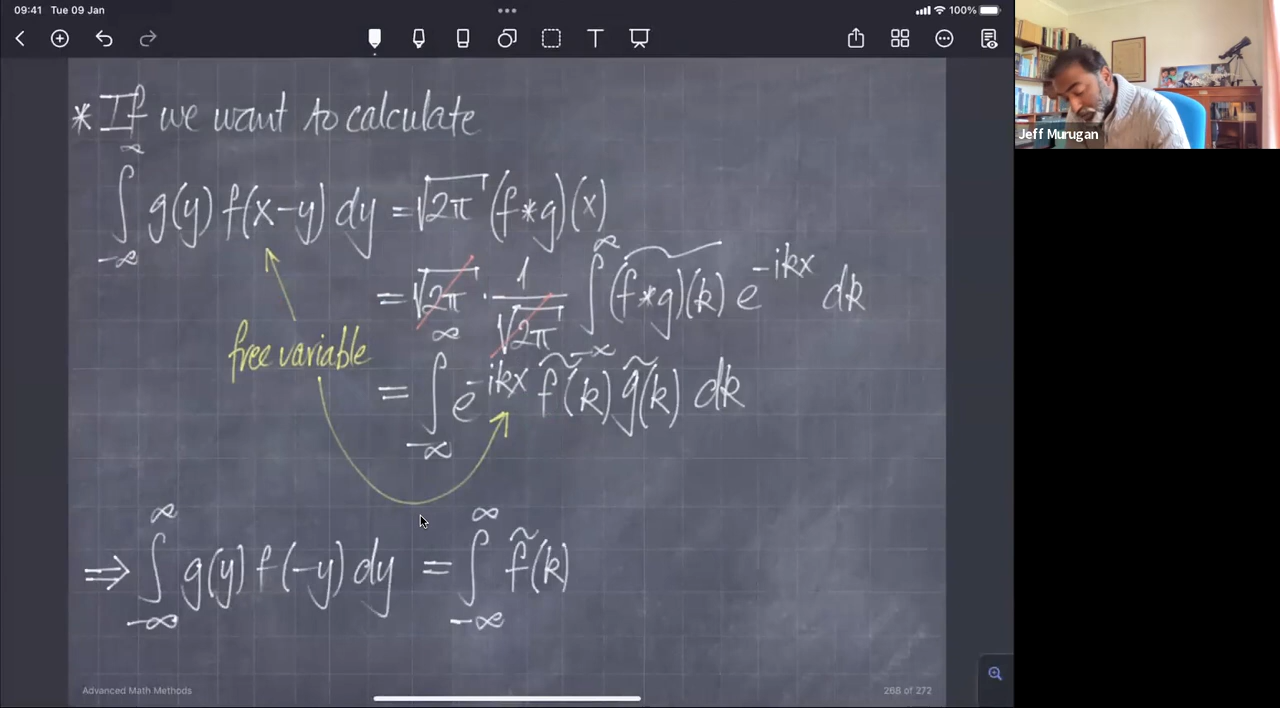 09:41 Tue 09 Jan
100%
Jeff Murugan
* If we want to calculate
∫_{-∞}^{∞} g(y) f(x-y) dy = √2π (f*g)(x)
= √2π · 1/√2π ∫_{-∞}^{∞} (f*g)~(k) e^{-ikx} dk
free variable
= ∫_{-∞}^{∞} e^{-ikx} f̃(k) g̃(k) dk
⇒ ∫_{-∞}^{∞} g(y) f(-y) dy = ∫_{-∞}^{∞} f̃(k)
Advanced Math Methods
268 of 272